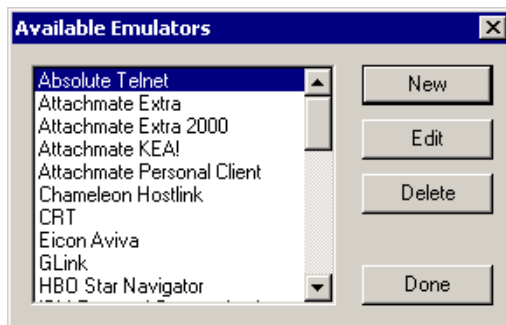 Available Emulators
Absolute Telnet
Attachmate Extra
Attachmate Extra 2000
Attachmate KEA!
Attachmate Personal Client
Chameleon Hostlink
CRT
Eicon Aviva
GLink
HBO Star Navigator
New
Edit
Delete
Done